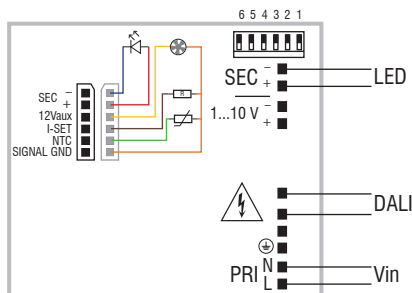 6 5 4 3 2 1
SEC −
+
LED
1...10 V −
+
SEC −
+
12Vaux
I-SET
NTC
SIGNAL GND
R
DALI
PRI N
L
Vin